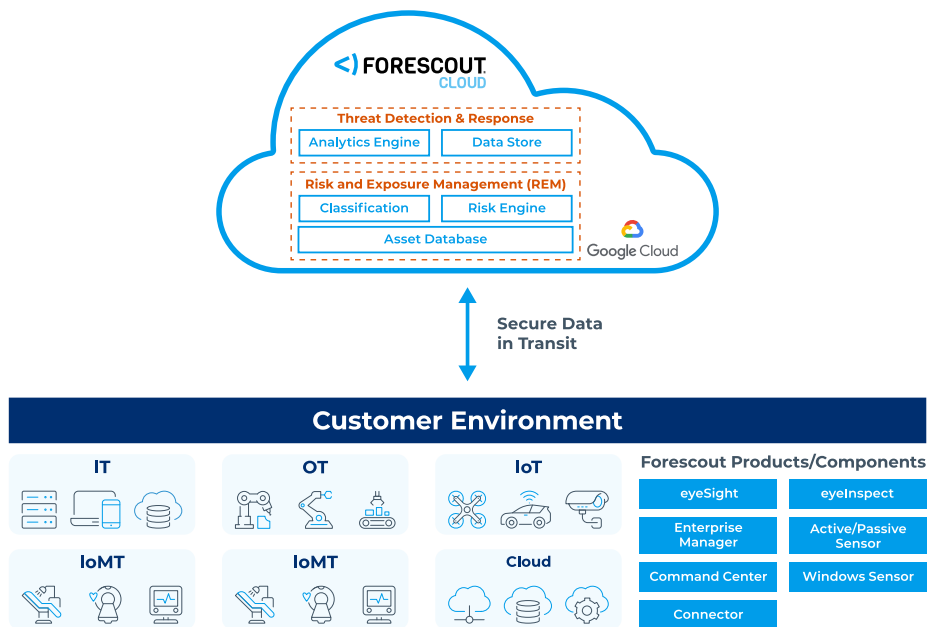 FORESCOUT
CLOUD
Threat Detection & Response
Analytics Engine
Data Store
Risk and Exposure Management (REM)
Classification
Risk Engine
Asset Database
Google Cloud
Secure Data
in Transit
Customer Environment
IT
OT
IoT
IoMT
IoMT
Cloud
Forescout Products/Components
eyeSight
eyeInspect
Enterprise
Manager
Active/Passive
Sensor
Command Center
Windows Sensor
Connector